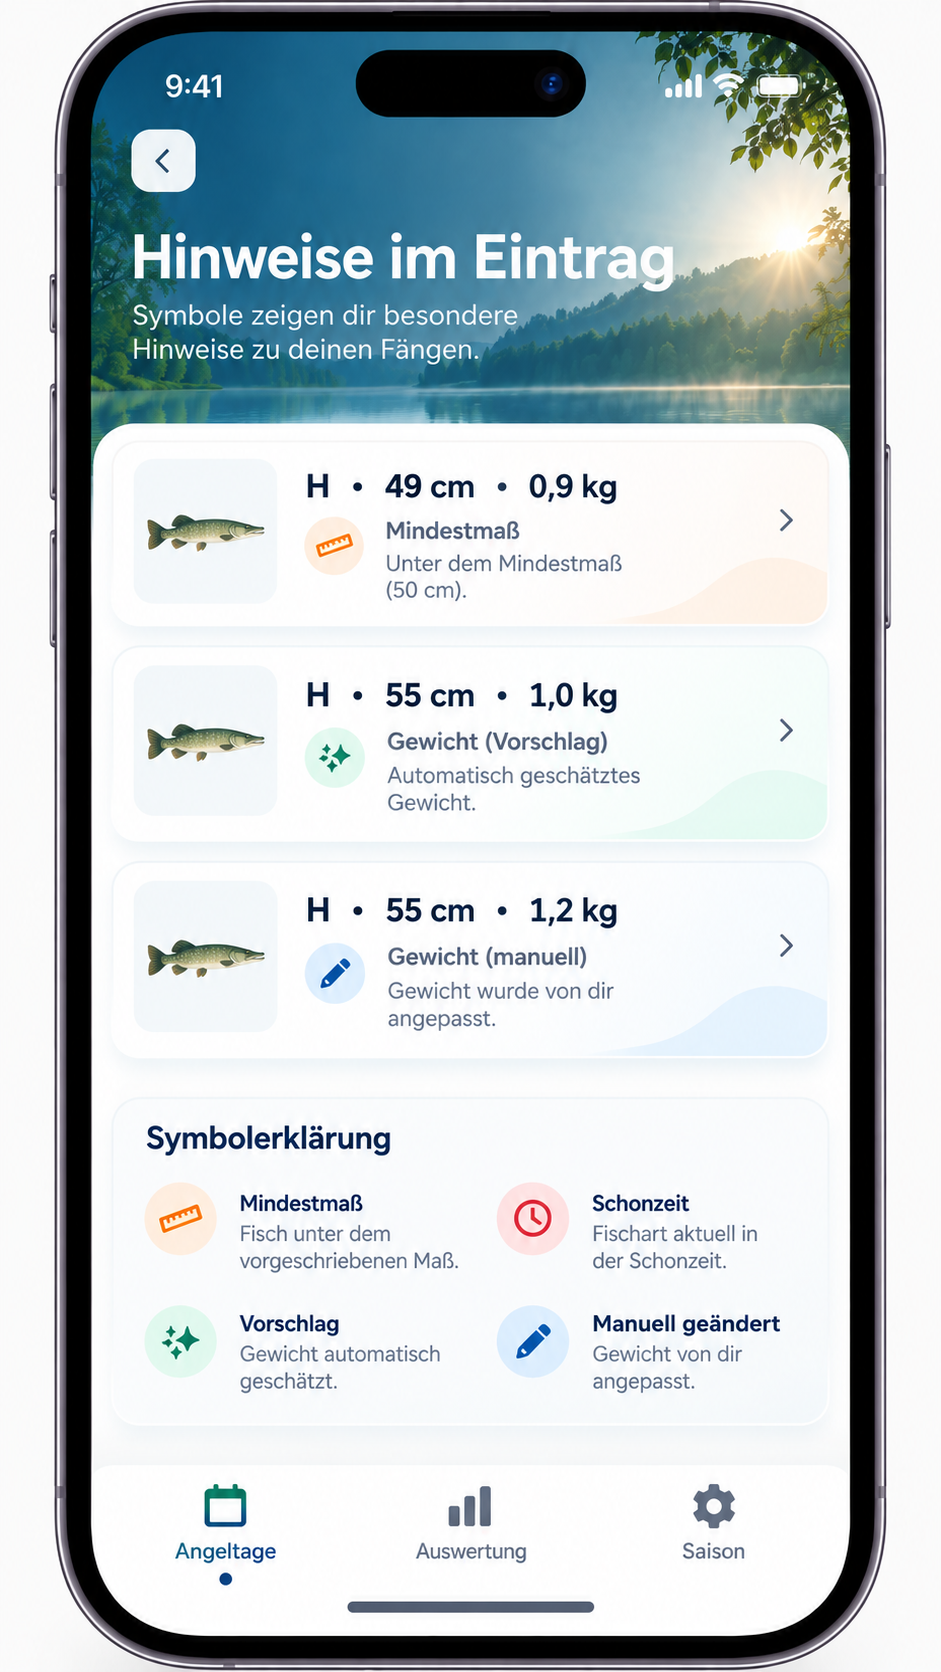 9:41
Hinweise im Eintrag
Symbole zeigen dir besondere
Hinweise zu deinen Fängen.
H • 49 cm • 0,9 kg
Mindestmaß
Unter dem Mindestmaß
(50 cm).
H • 55 cm • 1,0 kg
Gewicht (Vorschlag)
Automatisch geschätztes
Gewicht.
H • 55 cm • 1,2 kg
Gewicht (manuell)
Gewicht wurde von dir
angepasst.
Symbolerklärung
Mindestmaß
Fisch unter dem
vorgeschriebenen Maß.
Schonzeit
Fischart aktuell in
der Schonzeit.
Vorschlag
Gewicht automatisch
geschätzt.
Manuell geändert
Gewicht von dir
angepasst.
Angeltage
Auswertung
Saison